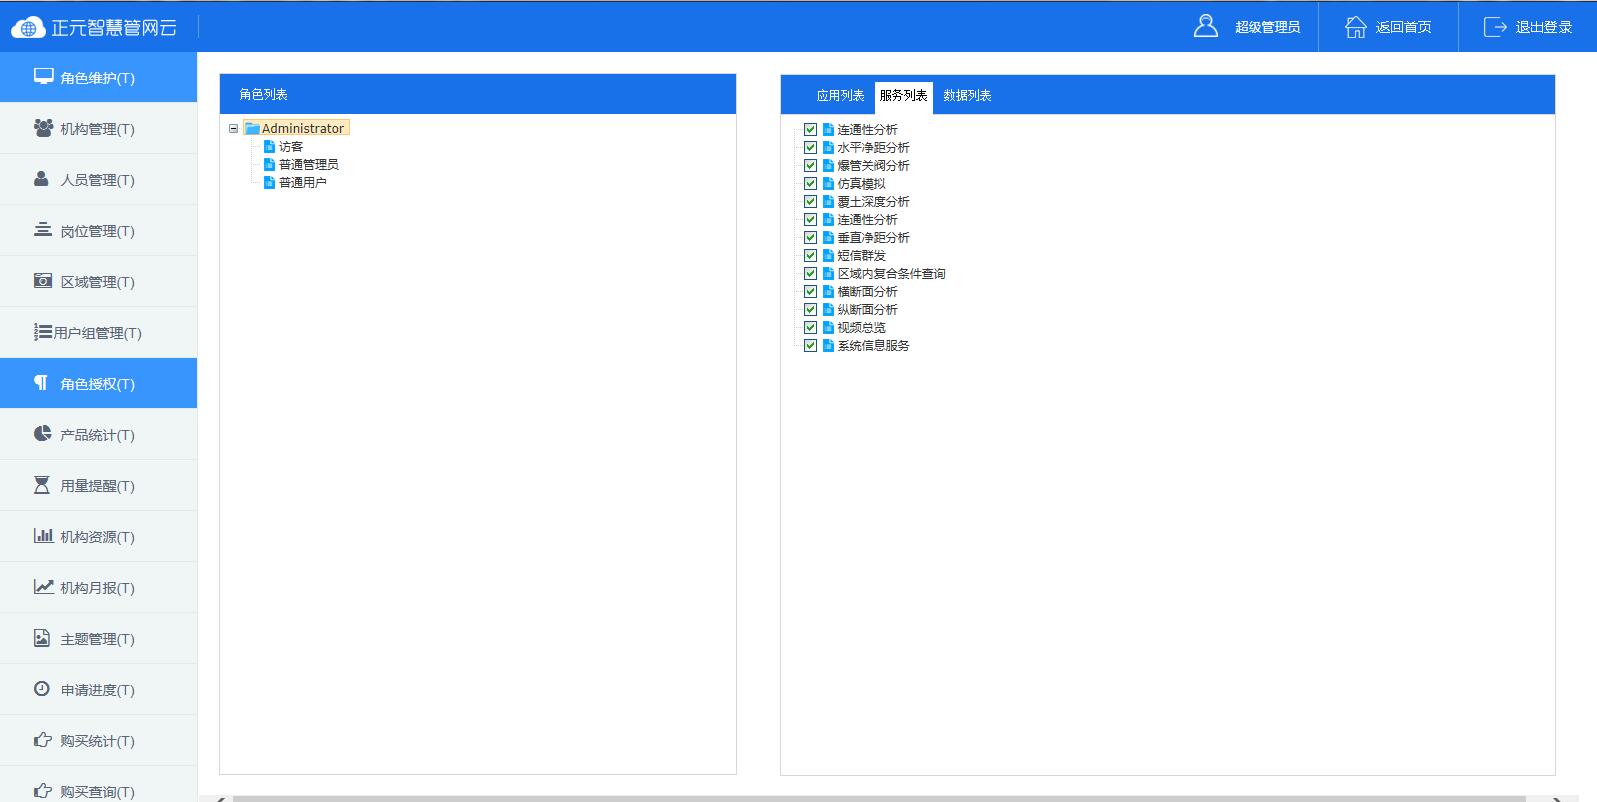 正元智慧管网云
超级管理员
返回首页
退出登录
角色维护(T)
机构管理(T)
人员管理(T)
岗位管理(T)
区域管理(T)
用户组管理(T)
角色授权(T)
产品统计(T)
用量提醒(T)
机构资源(T)
机构月报(T)
主题管理(T)
申请进度(T)
购买统计(T)
购买查询(T)
角色列表
Administrator
访客
普通管理员
普通用户
应用列表 服务列表 数据列表
连通性分析
水平净距分析
爆管关阀分析
仿真模拟
覆土深度分析
连通性分析
垂直净距分析
短信群发
区域内复合条件查询
横断面分析
纵断面分析
视频总览
系统信息服务